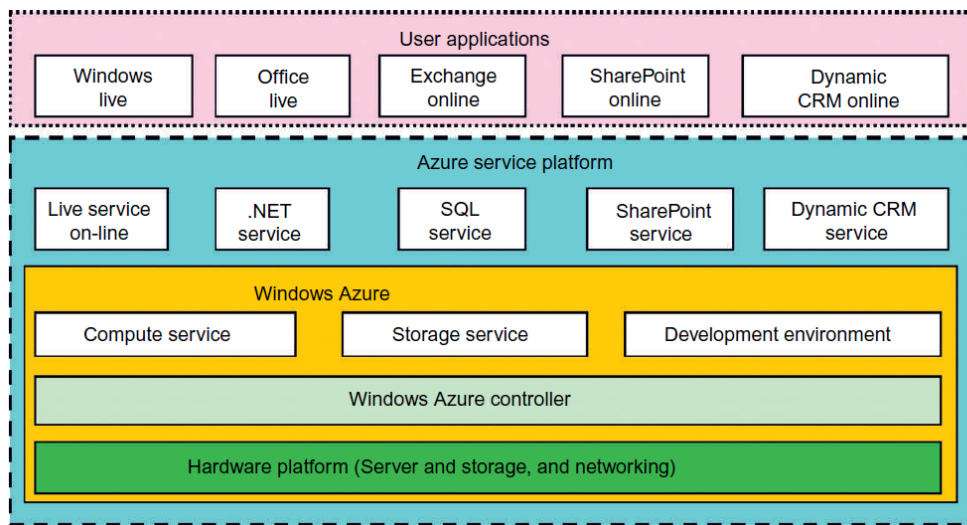 User applications
Windows
live
Office
live
Exchange
online
SharePoint
online
Dynamic
CRM online
Azure service platform
Live service
on-line
.NET
service
SQL
service
SharePoint
service
Dynamic CRM
service
Windows Azure
Compute service
Storage service
Development environment
Windows Azure controller
Hardware platform (Server and storage, and networking)